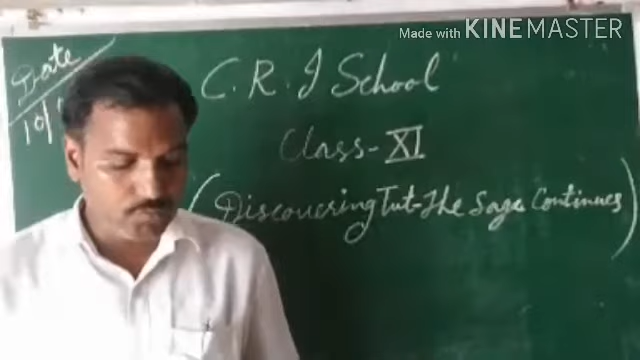 Made with KINEMASTER
Date
10/
C. R. J School
Class-XI
(Discovering Tut-The Saga Continues)